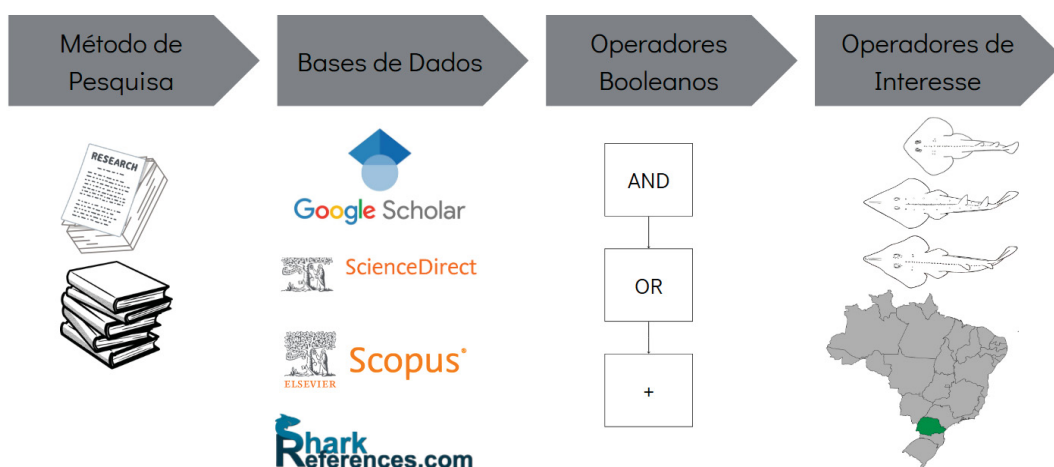 Método de
Pesquisa
Bases de Dados
Operadores
Booleanos
Operadores de
Interesse
RESEARCH
Google Scholar
ScienceDirect
ELSEVIER
Scopus
Shark
References.com
AND
OR
+